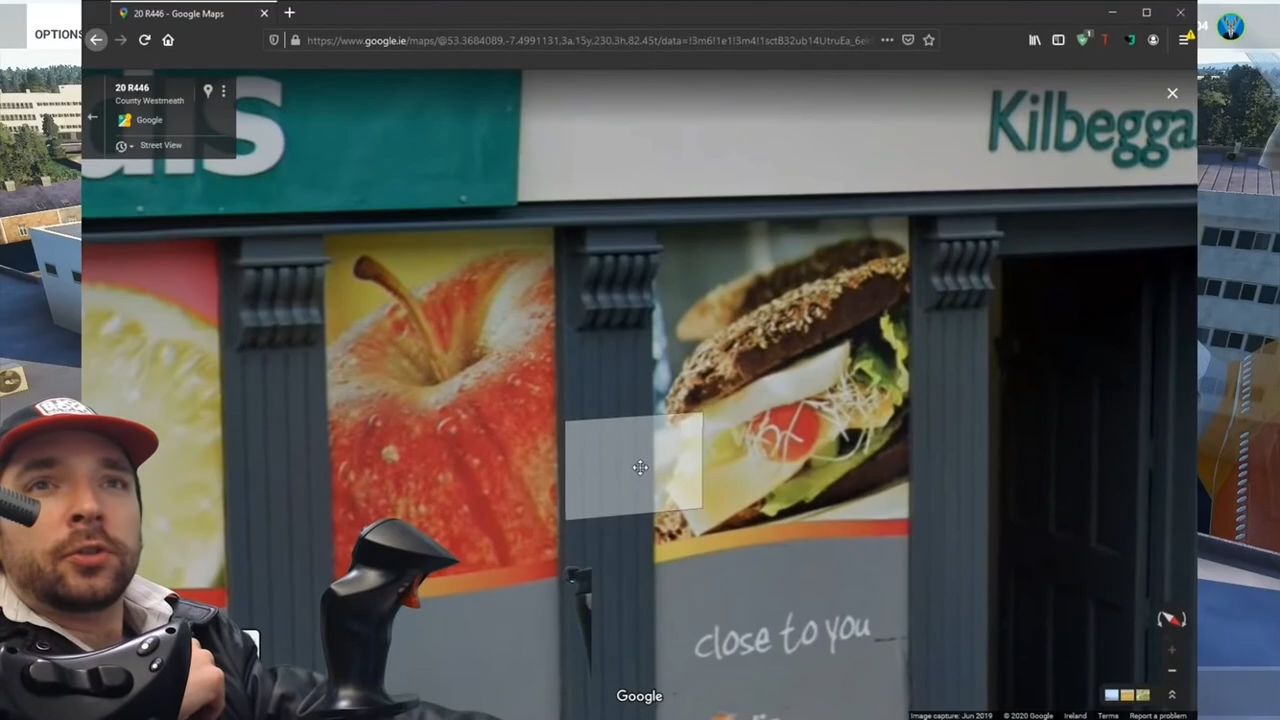 20 R446 - Google Maps
OPTIONS
https://www.google.ie/maps/@53.3684089,-7.4991131,3a,15y,230.3h,82.45t/data=!3m6!1e1!3m4!1sctB32ub14UtruEa_6e
20 R446
County Westmeath
Google
Street View
dis
Kilbegga
close to you
Google
Image capture: Jun 2019 © 2020 Google Ireland Terms Report a problem